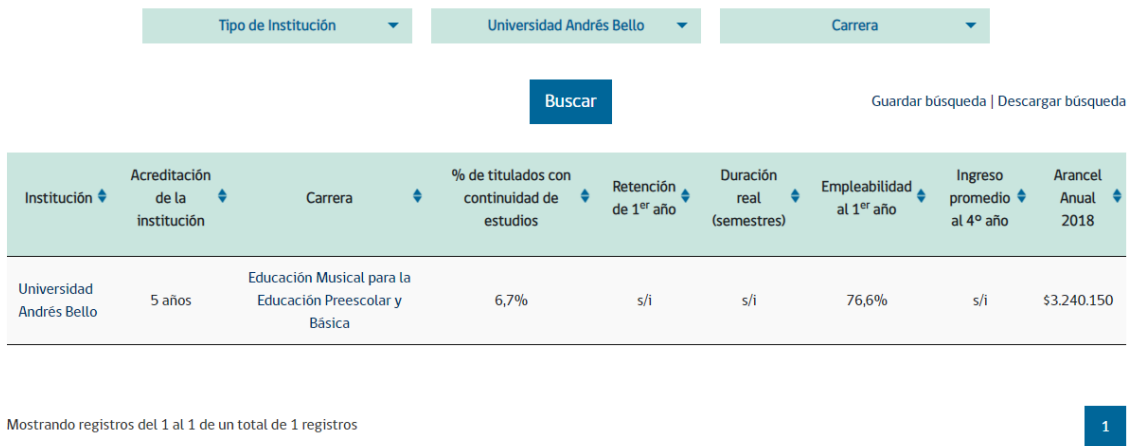 Tipo de Institución
Universidad Andrés Bello
Carrera
Buscar
Guardar búsqueda | Descargar búsqueda
Institución
Acreditación
de la
institución
Carrera
% de titulados con
continuidad de
estudios
Retención
de 1er año
Duración
real
(semestres)
Empleabilidad
al 1er año
Ingreso
promedio
al 4º año
Arancel
Anual
2018
Universidad
Andrés Bello
5 años
Educación Musical para la
Educación Preescolar y
Básica
6,7%
s/i
s/i
76,6%
s/i
$3.240.150
Mostrando registros del 1 al 1 de un total de 1 registros
1